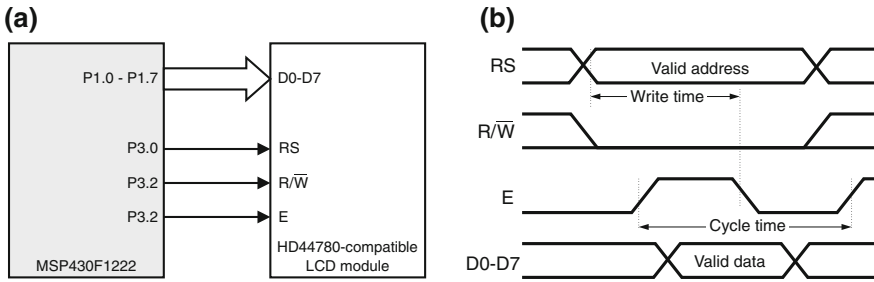 (a)
P1.0 - P1.7
D0-D7
P3.0
RS
P3.2
R/W̅
P3.2
E
HD44780-compatible
LCD module
MSP430F1222
(b)
RS
Valid address
Write time
R/W̅
E
Cycle time
D0-D7
Valid data